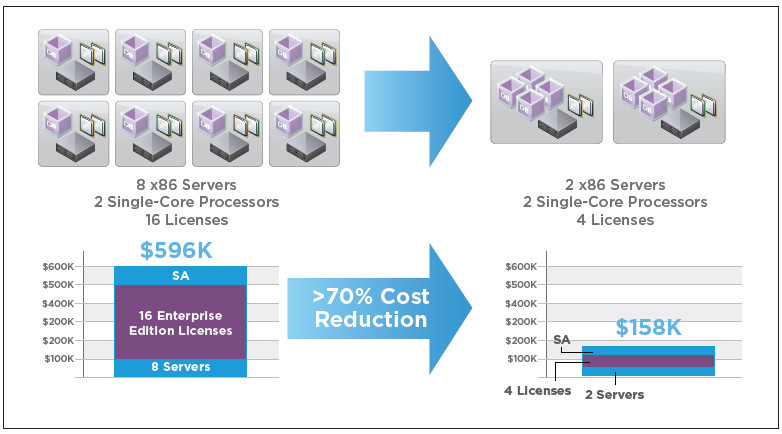 8 x86 Servers
2 Single-Core Processors
16 Licenses
2 x86 Servers
2 Single-Core Processors
4 Licenses
$596K
$600K
$500K
$400K
$200K
$200K
$100K
SA
16 Enterprise
Edition Licenses
8 Servers
>70% Cost
Reduction
$600K
$500K
$400K
$200K
$200K
$100K
$158K
SA
4 Licenses
2 Servers